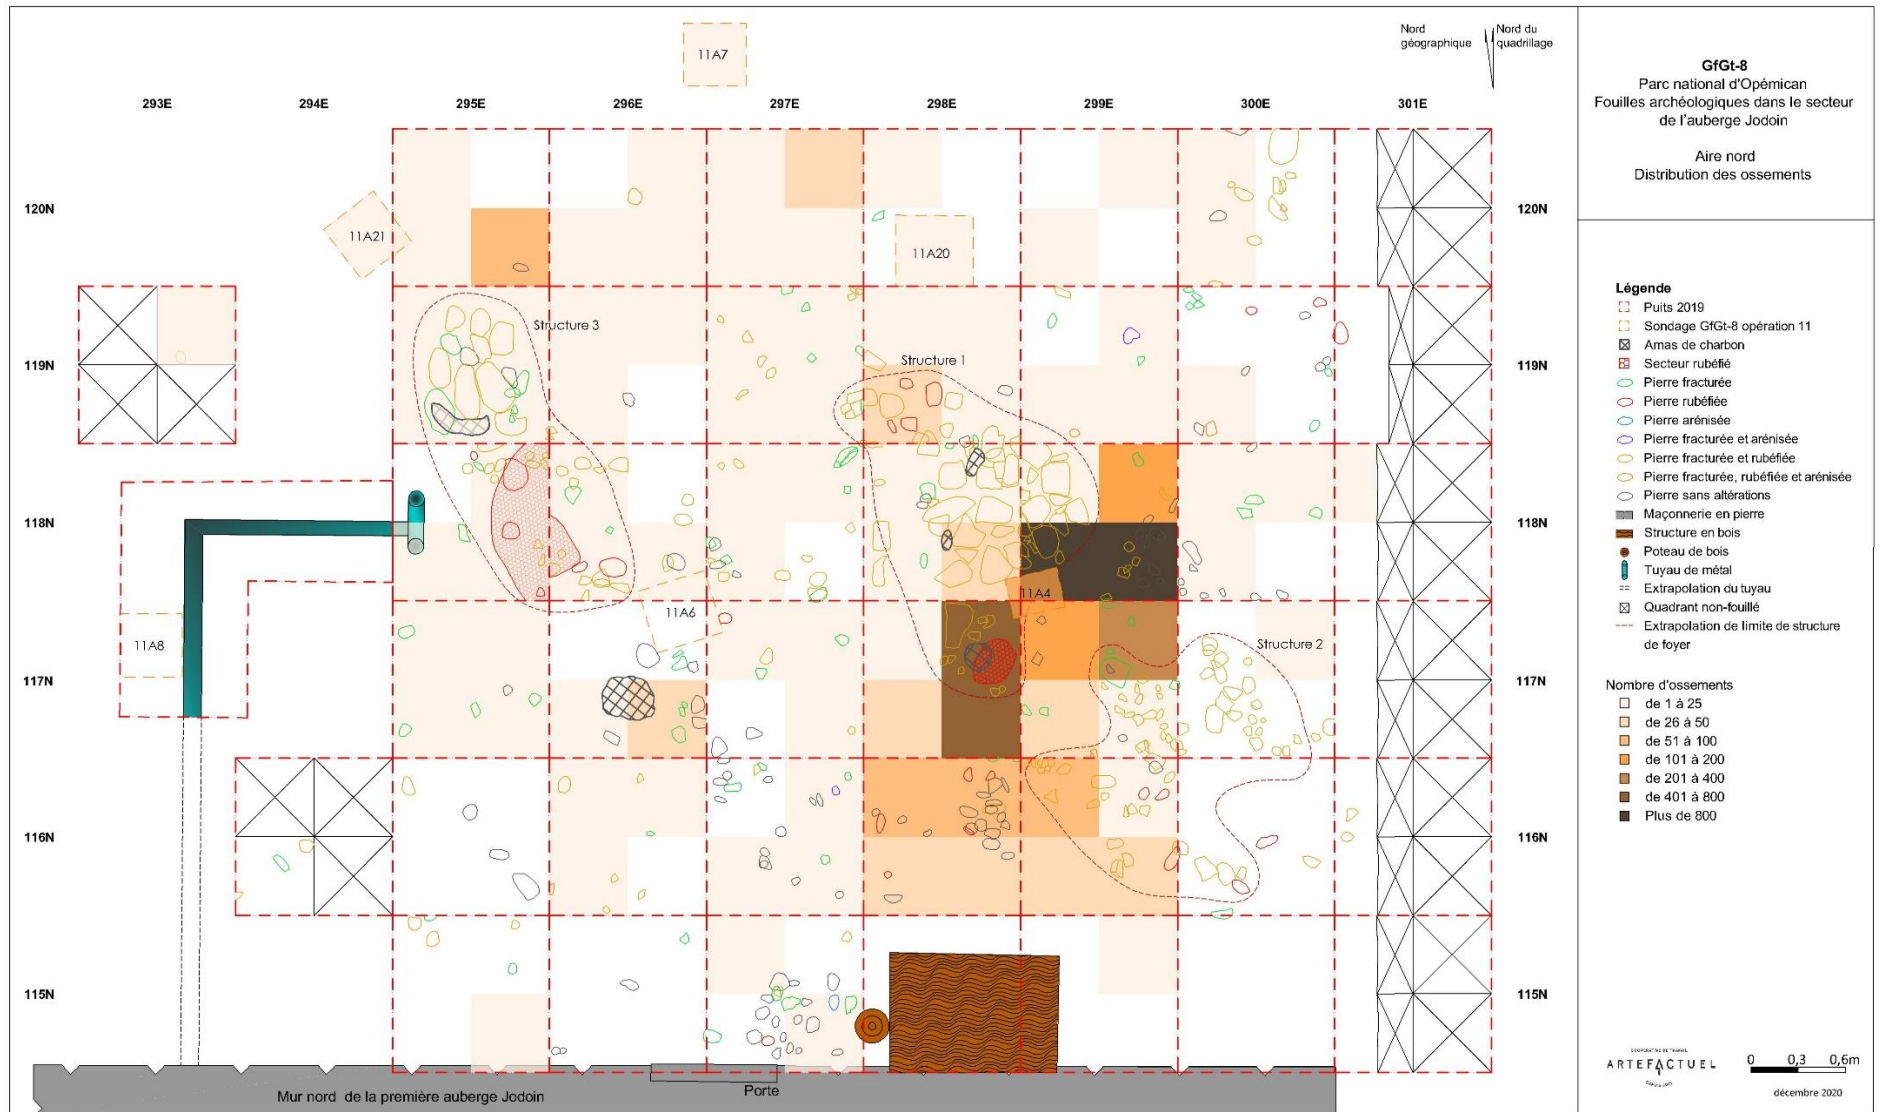 11A7
Nord géographique
Nord du quadrillage
293E 294E 295E 296E 297E 298E 299E 300E 301E
120N 120N
11A21
11A20
Structure 3
Structure 1
119N 119N
118N 118N
11A4
11A6
11A8
Structure 2
117N 117N
116N 116N
115N 115N
Mur nord de la première auberge Jodoin
Porte
GfGt-8
Parc national d'Opémican
Fouilles archéologiques dans le secteur
de l'auberge Jodoin
Aire nord
Distribution des ossements
Légende
Puits 2019
Sondage GfGt-8 opération 11
Amas de charbon
Secteur rubéfié
Pierre fracturée
Pierre rubéfiée
Pierre arénisée
Pierre fracturée et arénisée
Pierre fracturée et rubéfiée
Pierre fracturée, rubéfiée et arénisée
Pierre sans altérations
Maçonnerie en pierre
Structure en bois
Poteau de bois
Tuyau de métal
Extrapolation du tuyau
Quadrant non-fouillé
Extrapolation de limite de structure
de foyer
Nombre d'ossements
de 1 à 25
de 26 à 50
de 51 à 100
de 101 à 200
de 201 à 400
de 401 à 800
Plus de 800
COOPÉRATIVE DE TRAVAIL
ARTEFACTUEL
0 0,3 0,6m
décembre 2020